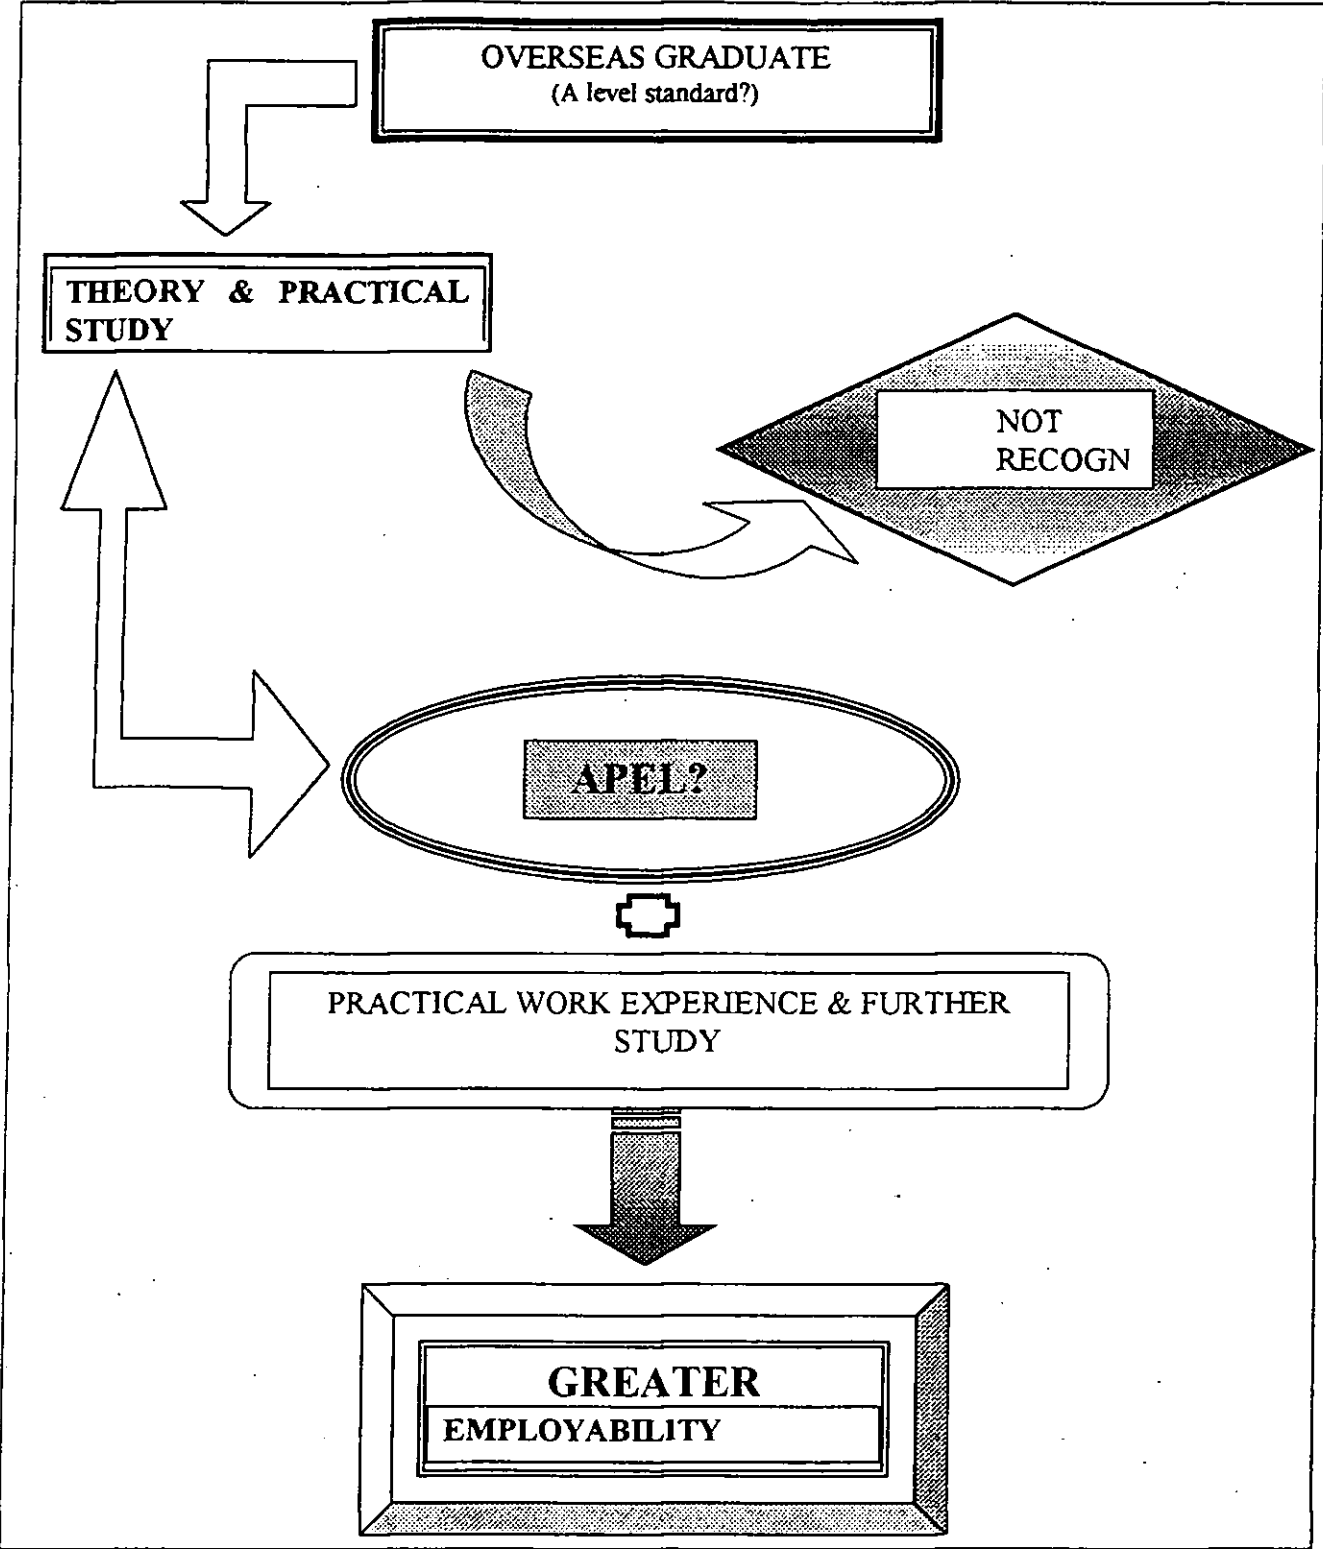 OVERSEAS GRADUATE
(A level standard?)
THEORY & PRACTICAL
STUDY
NOT
RECOGN
APEL?
PRACTICAL WORK EXPERIENCE & FURTHER
STUDY
GREATER
EMPLOYABILITY